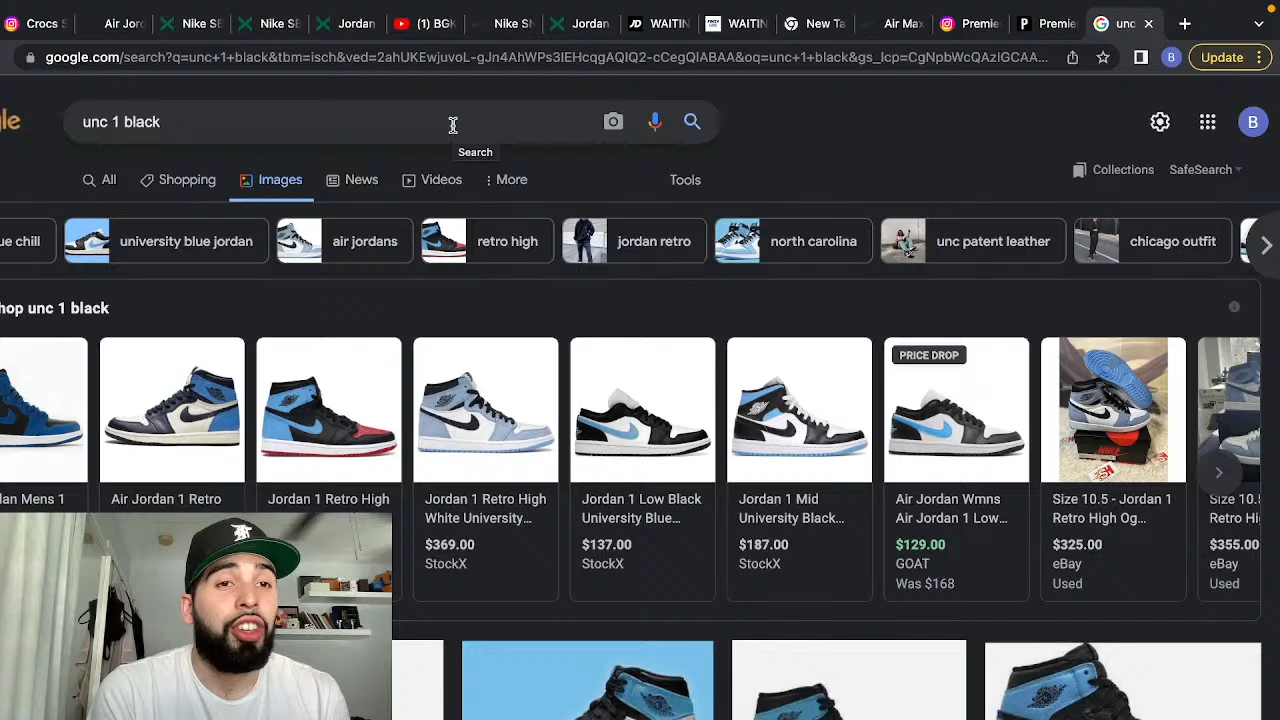 Crocs S
Air Jor
Nike SE
Nike SE
Jordan
(1) BGK
Nike SN
Jordan
WAITIN
WAITIN
New Ta
Air Max
Premie
Premie
unc
google.com/search?q=unc+1+black&tbm=isch&ved=2ahUKEwjuvoL-gJn4AhWPs3IEHcqgAQIQ2-cCegQIABAA&oq=unc+1+black&gs_lcp=CgNpbWcQAzIGCAA...
B
Update
gle
unc 1 black
B
Search
All
Shopping
Images
News
Videos
More
Tools
Collections
SafeSearch
ue chill
university blue jordan
air jordans
retro high
jordan retro
north carolina
unc patent leather
chicago outfit
hop unc 1 black
PRICE DROP
Man Mens 1
Air Jordan 1 Retro
Jordan 1 Retro High
Jordan 1 Retro High
White University...
$369.00
StockX
Jordan 1 Low Black
University Blue...
$137.00
StockX
Jordan 1 Mid
University Black...
$187.00
StockX
Air Jordan Wmns
Air Jordan 1 Low...
$129.00
GOAT
Was $168
Size 10.5 - Jordan 1
Retro High Og...
$325.00
eBay
Used
Size 10.5
Retro Hi
$355.00
eBay
Used